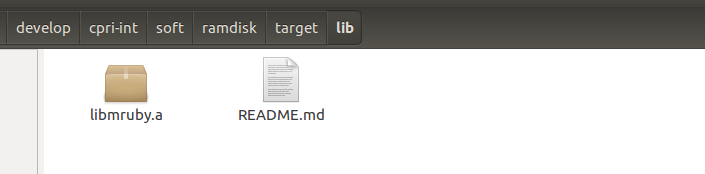 develop cpri-int soft ramdisk target lib
libmruby.a README.md